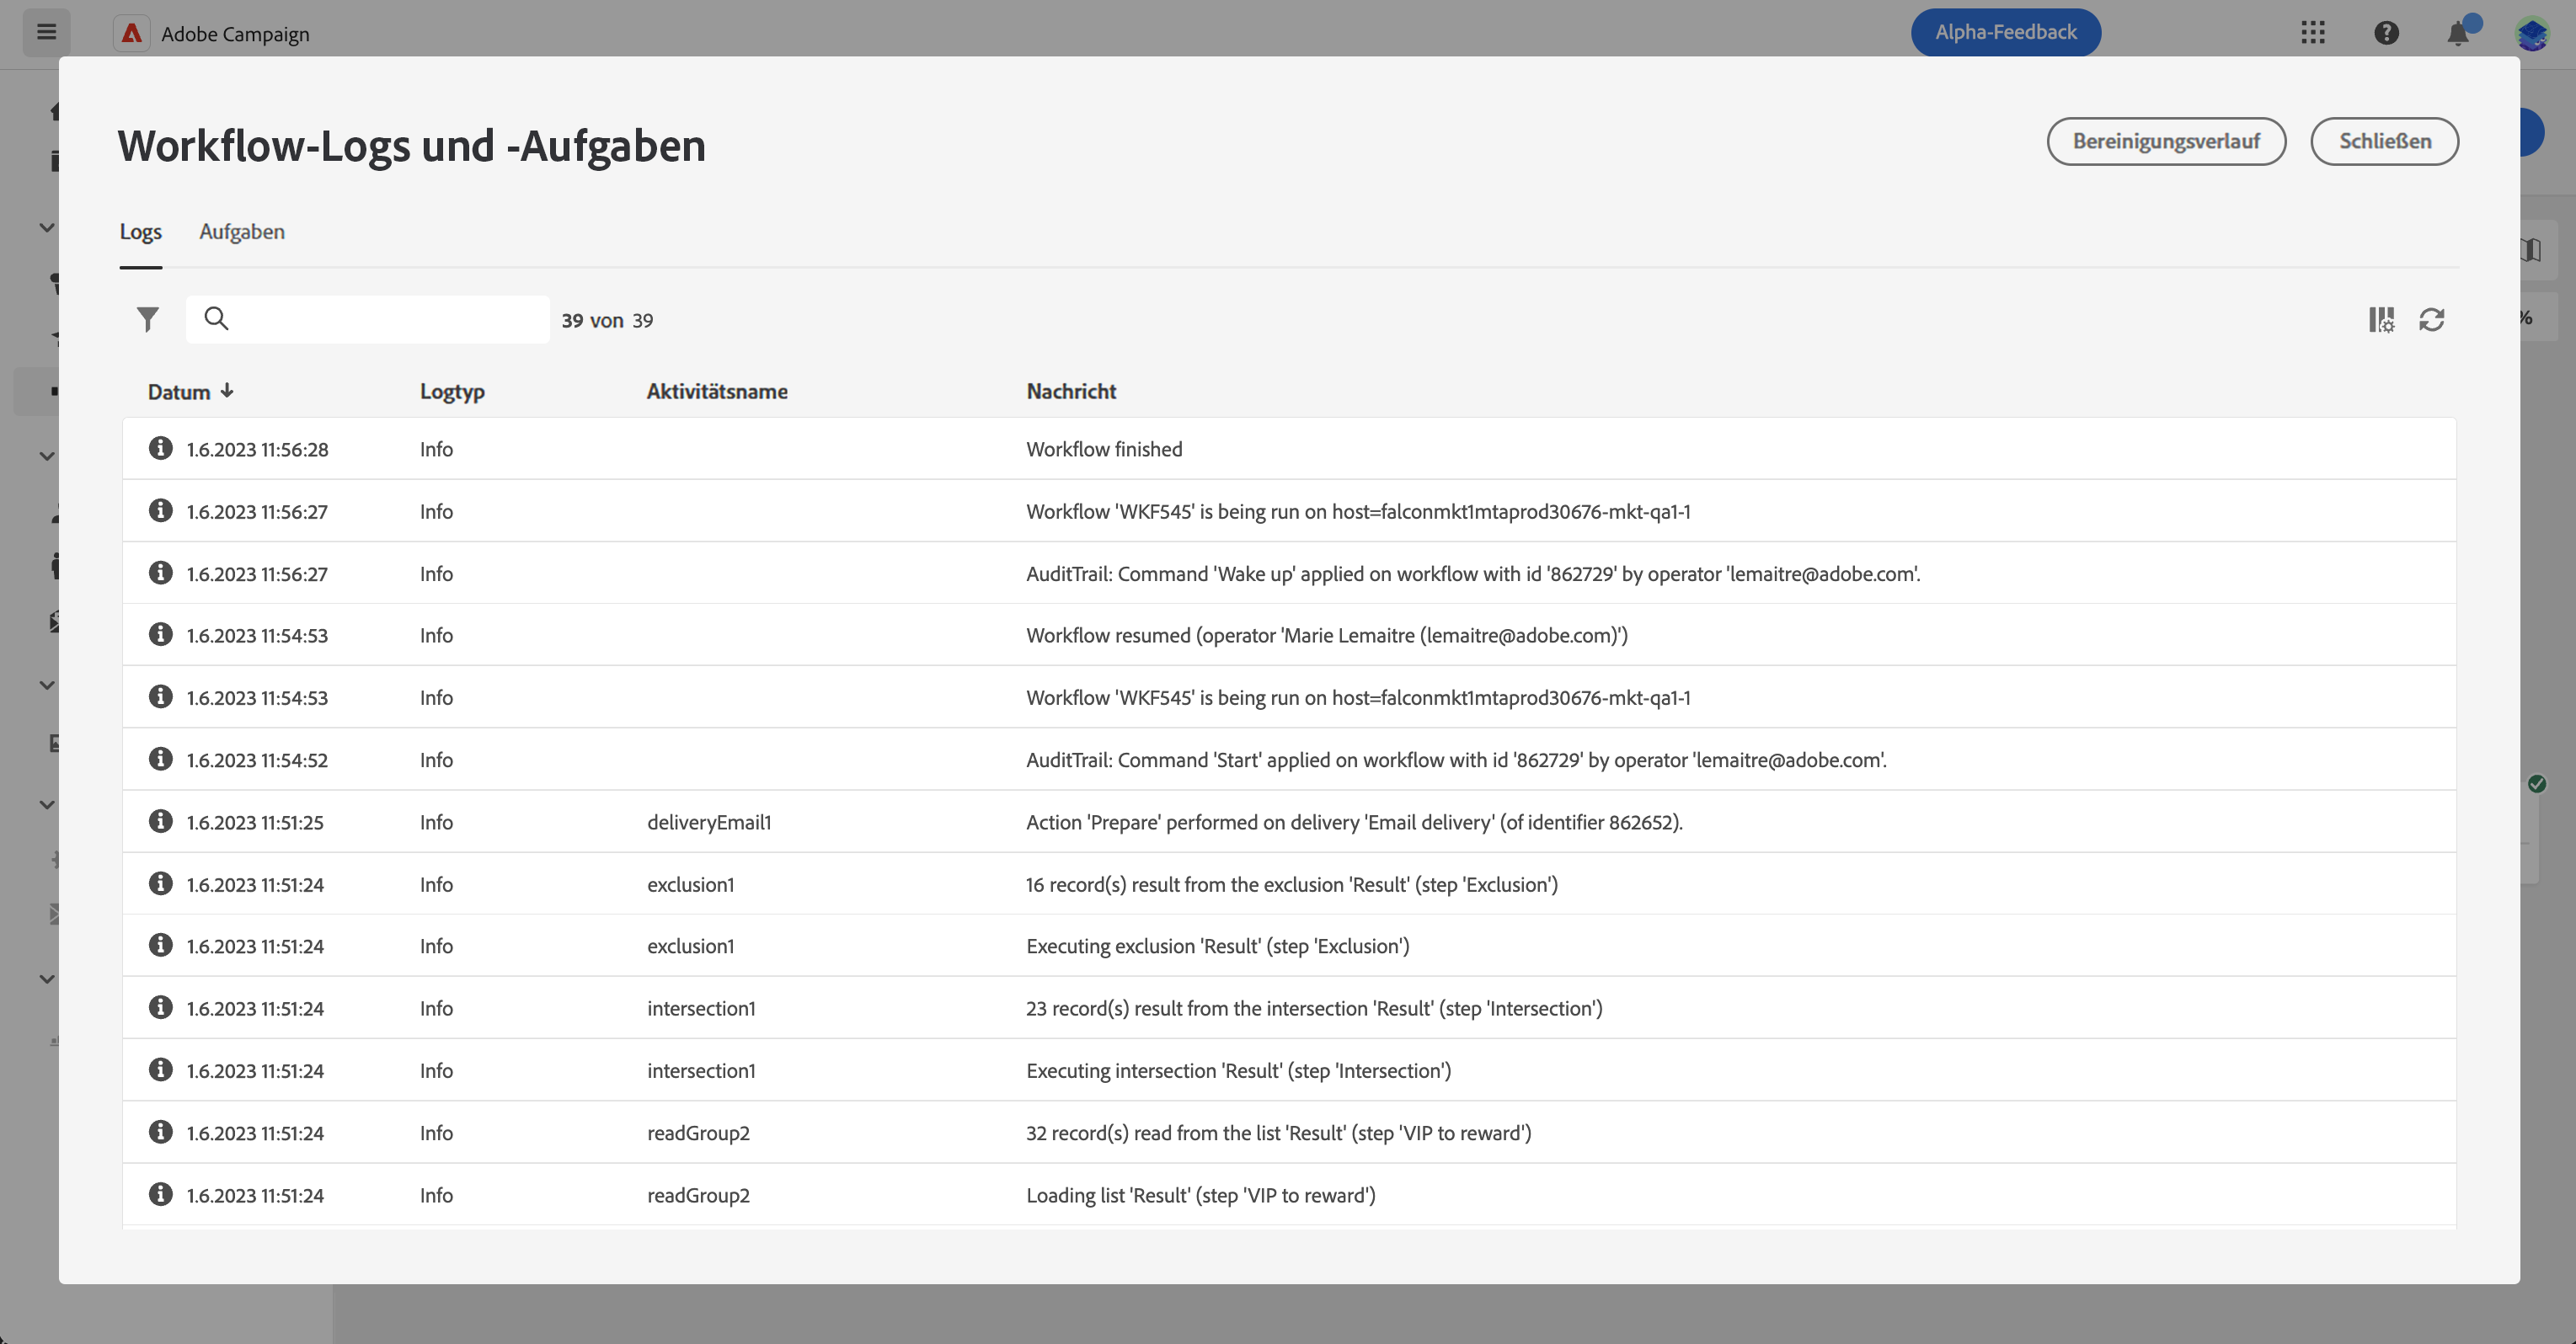 Adobe Campaign
Alpha-Feedback
Workflow-Logs und -Aufgaben
Bereinigungsverlauf
Schließen
Logs
Aufgaben
39 von 39
%
Datum Logtyp Aktivitätsname Nachricht
1.6.2023 11:56:28 Info Workflow finished
1.6.2023 11:56:27 Info Workflow 'WKF545' is being run on host=falconmkt1mtaprod30676-mkt-qa1-1
1.6.2023 11:56:27 Info AuditTrail: Command 'Wake up' applied on workflow with id '862729' by operator 'lemaitre@adobe.com'.
1.6.2023 11:54:53 Info Workflow resumed (operator 'Marie Lemaitre (lemaitre@adobe.com)')
1.6.2023 11:54:53 Info Workflow 'WKF545' is being run on host=falconmkt1mtaprod30676-mkt-qa1-1
1.6.2023 11:54:52 Info AuditTrail: Command 'Start' applied on workflow with id '862729' by operator 'lemaitre@adobe.com'.
1.6.2023 11:51:25 Info deliveryEmail1 Action 'Prepare' performed on delivery 'Email delivery' (of identifier 862652).
1.6.2023 11:51:24 Info exclusion1 16 record(s) result from the exclusion 'Result' (step 'Exclusion')
1.6.2023 11:51:24 Info exclusion1 Executing exclusion 'Result' (step 'Exclusion')
1.6.2023 11:51:24 Info intersection1 23 record(s) result from the intersection 'Result' (step 'Intersection')
1.6.2023 11:51:24 Info intersection1 Executing intersection 'Result' (step 'Intersection')
1.6.2023 11:51:24 Info readGroup2 32 record(s) read from the list 'Result' (step 'VIP to reward')
1.6.2023 11:51:24 Info readGroup2 Loading list 'Result' (step 'VIP to reward')